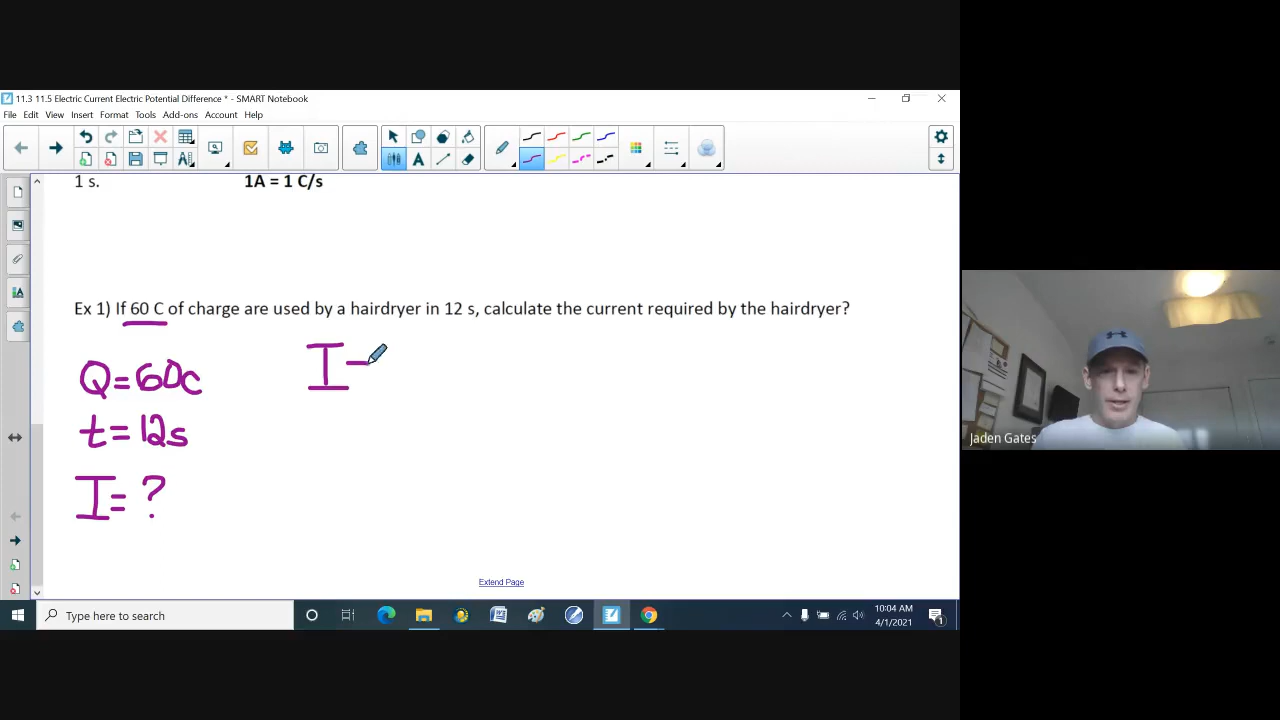 11.3 11.5 Electric Current Electric Potential Difference * - SMART Notebook
File Edit View Insert Format Tools Add-ons Account Help
1 s. 1A = 1 C/s
Ex 1) If 60 C of charge are used by a hairdryer in 12 s, calculate the current required by the hairdryer?
Q=60C
t=12s
I=?
I-
Jaden Gates
Extend Page
Type here to search
10:04 AM
4/1/2021